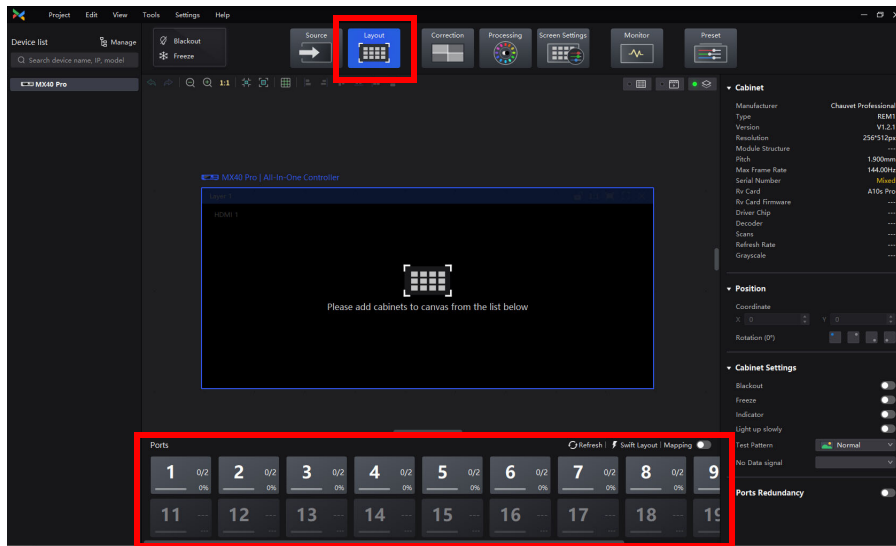 Project Edit View Tools Settings Help
Device list Manage
Search device name, IP, model
MX40 Pro
Blackout
Freeze
Source
Layout
Correction
Processing
Screen Settings
Monitor
Preset
1:1
MX40 Pro | All-In-One Controller
Layer 1
HDMI 1
Please add cabinets to canvas from the list below
Ports
Refresh | Swift Layout | Mapping
1 0/2 0%
2 0/2 0%
3 0/2 0%
4 0/2 0%
5 0/2 0%
6 0/2 0%
7 0/2 0%
8 0/2 0%
9
11 --- ---
12 --- ---
13 --- ---
14 --- ---
15 --- ---
16 --- ---
17 --- ---
18 --- ---
Cabinet
Manufacturer Chauvet Professional
Type REM1
Version V1.2.1
Resolution 256*512px
Module Structure ---
Pitch 1.900mm
Max Frame Rate 144.00Hz
Serial Number Mixed
Rv Card A10s Pro
Rv Card Firmware ---
Driver Chip ---
Decoder ---
Scans ---
Refresh Rate ---
Grayscale ---
Position
Coordinate
X 0 Y 0
Rotation (0°)
Cabinet Settings
Blackout
Freeze
Indicator
Light up slowly
Test Pattern Normal
No Data signal
Ports Redundancy